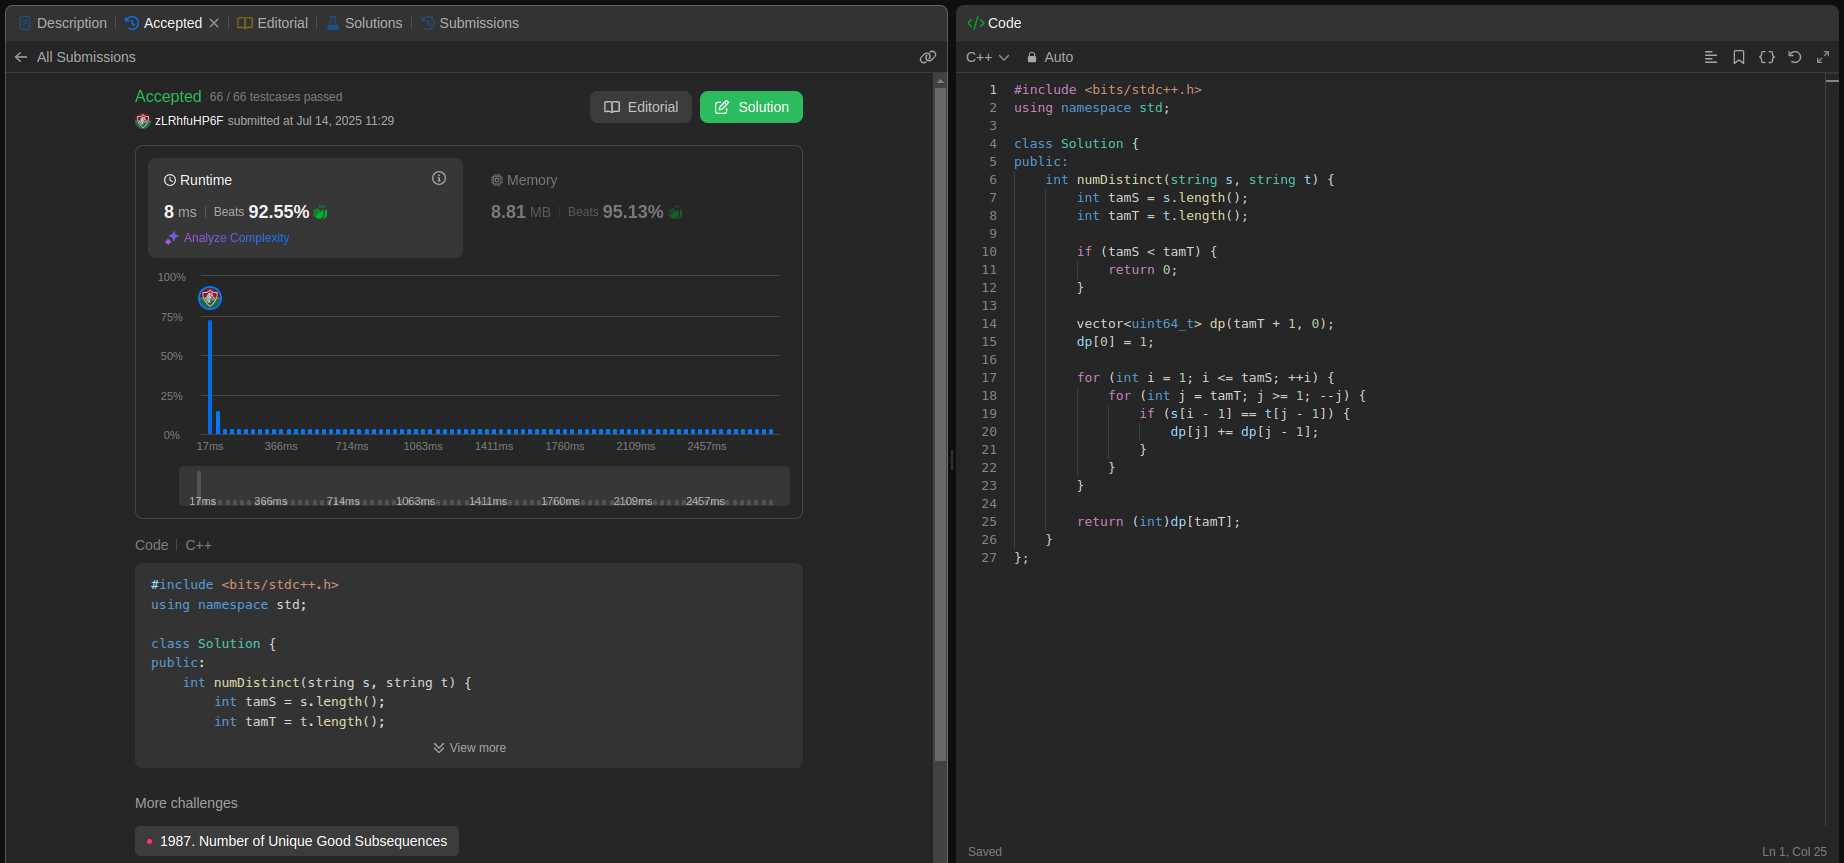 Description
Accepted
Editorial
Solutions
Submissions
All Submissions
Accepted 66 / 66 testcases passed
zLRhfuHP6F submitted at Jul 14, 2025 11:29
Editorial
Solution
Runtime
8 ms Beats 92.55%
Analyze Complexity
Memory
8.81 MB Beats 95.13%
100%
75%
50%
25%
0%
17ms 366ms 714ms 1063ms 1411ms 1760ms 2109ms 2457ms
17ms 366ms 714ms 1063ms 1411ms 1760ms 2109ms 2457ms
Code C++
#include <bits/stdc++.h>
using namespace std;
class Solution {
public:
int numDistinct(string s, string t) {
int tamS = s.length();
int tamT = t.length();
View more
More challenges
1987. Number of Unique Good Subsequences
Code
C++ Auto
1 #include <bits/stdc++.h>
2 using namespace std;
3
4 class Solution {
5 public:
6 int numDistinct(string s, string t) {
7 int tamS = s.length();
8 int tamT = t.length();
9
10 if (tamS < tamT) {
11 return 0;
12 }
13
14 vector<uint64_t> dp(tamT + 1, 0);
15 dp[0] = 1;
16
17 for (int i = 1; i <= tamS; ++i) {
18 for (int j = tamT; j >= 1; --j) {
19 if (s[i - 1] == t[j - 1]) {
20 dp[j] += dp[j - 1];
21 }
22 }
23 }
24
25 return (int)dp[tamT];
26 }
27 };
Saved
Ln 1, Col 25